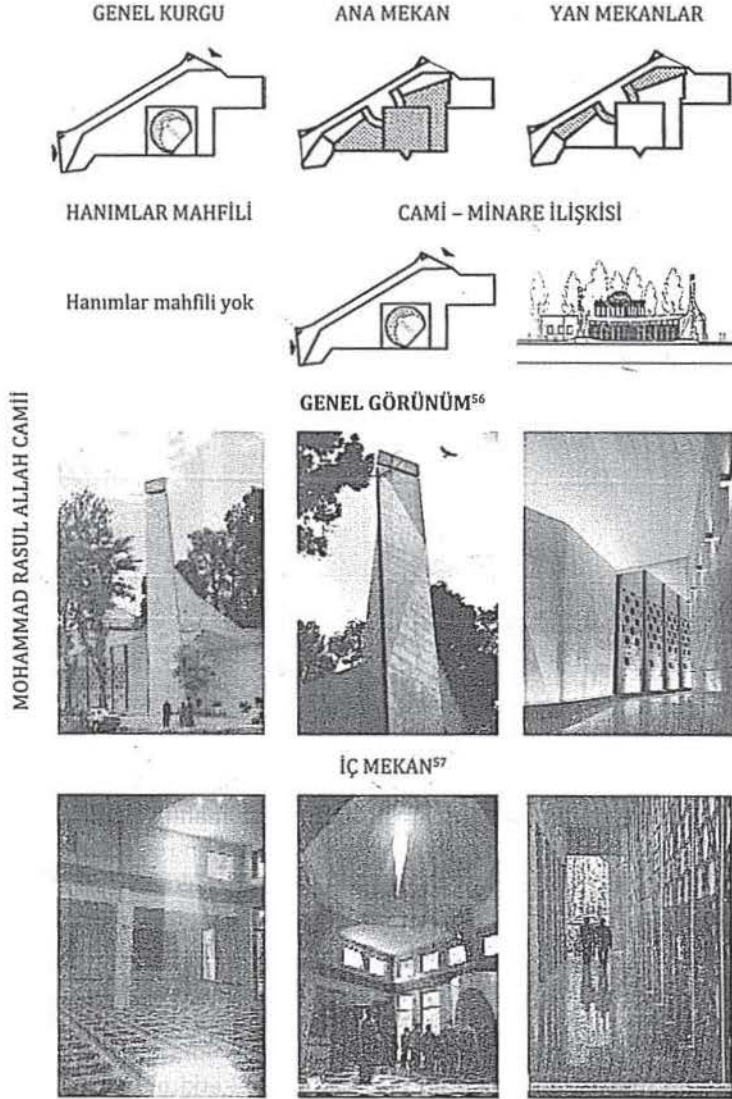 GENEL KURGU
ANA MEKAN
YAN MEKANLAR
HANIMLAR MAHFİLİ
CAMİ – MİNARE İLİŞKİSİ
Hanımlar mahfili yok
MOHAMMAD RASUL ALLAH CAMİİ
GENEL GÖRÜNÜM⁵⁶
İÇ MEKAN⁵⁷